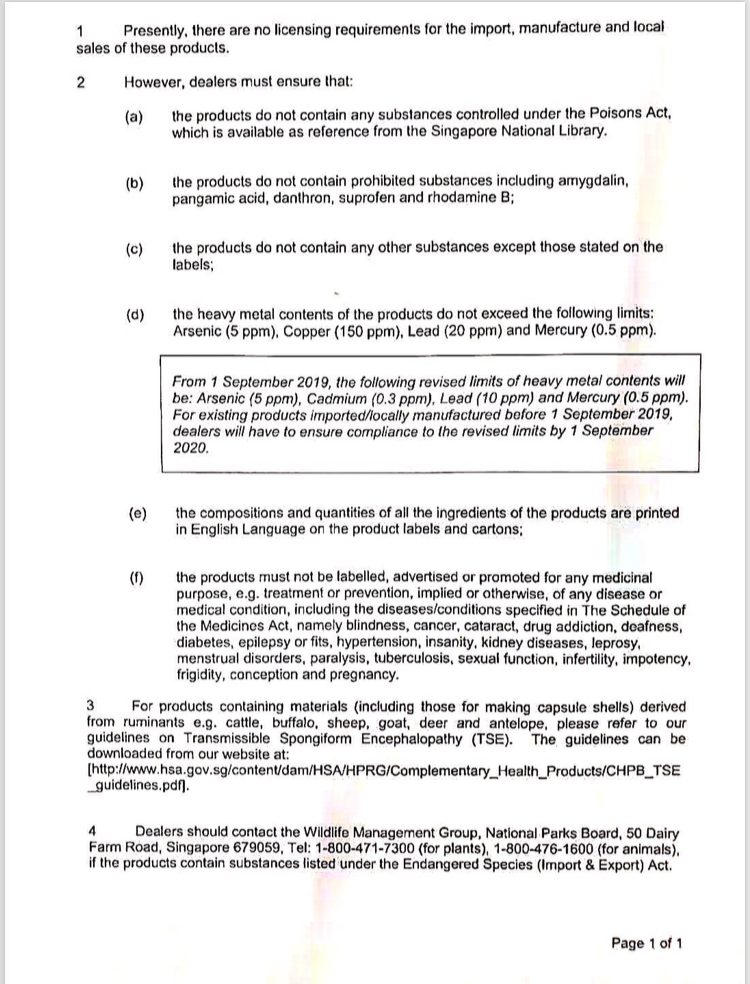 1 Presently, there are no licensing requirements for the import, manufacture and local
sales of these products.
2 However, dealers must ensure that:
(a) the products do not contain any substances controlled under the Poisons Act,
which is available as reference from the Singapore National Library.
(b) the products do not contain prohibited substances including amygdalin,
pangamic acid, danthron, suprofen and rhodamine B;
(c) the products do not contain any other substances except those stated on the
labels;
(d) the heavy metal contents of the products do not exceed the following limits:
Arsenic (5 ppm), Copper (150 ppm), Lead (20 ppm) and Mercury (0.5 ppm).
From 1 September 2019, the following revised limits of heavy metal contents will
be: Arsenic (5 ppm), Cadmium (0.3 ppm), Lead (10 ppm) and Mercury (0.5 ppm).
For existing products imported/locally manufactured before 1 September 2019,
dealers will have to ensure compliance to the revised limits by 1 September
2020.
(e) the compositions and quantities of all the ingredients of the products are printed
in English Language on the product labels and cartons;
(f) the products must not be labelled, advertised or promoted for any medicinal
purpose, e.g. treatment or prevention, implied or otherwise, of any disease or
medical condition, including the diseases/conditions specified in The Schedule of
the Medicines Act, namely blindness, cancer, cataract, drug addiction, deafness,
diabetes, epilepsy or fits, hypertension, insanity, kidney diseases, leprosy,
menstrual disorders, paralysis, tuberculosis, sexual function, infertility, impotency,
frigidity, conception and pregnancy.
3 For products containing materials (including those for making capsule shells) derived
from ruminants e.g. cattle, buffalo, sheep, goat, deer and antelope, please refer to our
guidelines on Transmissible Spongiform Encephalopathy (TSE). The guidelines can be
downloaded from our website at:
[http://www.hsa.gov.sg/content/dam/HSA/HPRG/Complementary_Health_Products/CHPB_TSE
_guidelines.pdf].
4 Dealers should contact the Wildlife Management Group, National Parks Board, 50 Dairy
Farm Road, Singapore 679059, Tel: 1-800-471-7300 (for plants), 1-800-476-1600 (for animals),
if the products contain substances listed under the Endangered Species (Import & Export) Act.
Page 1 of 1